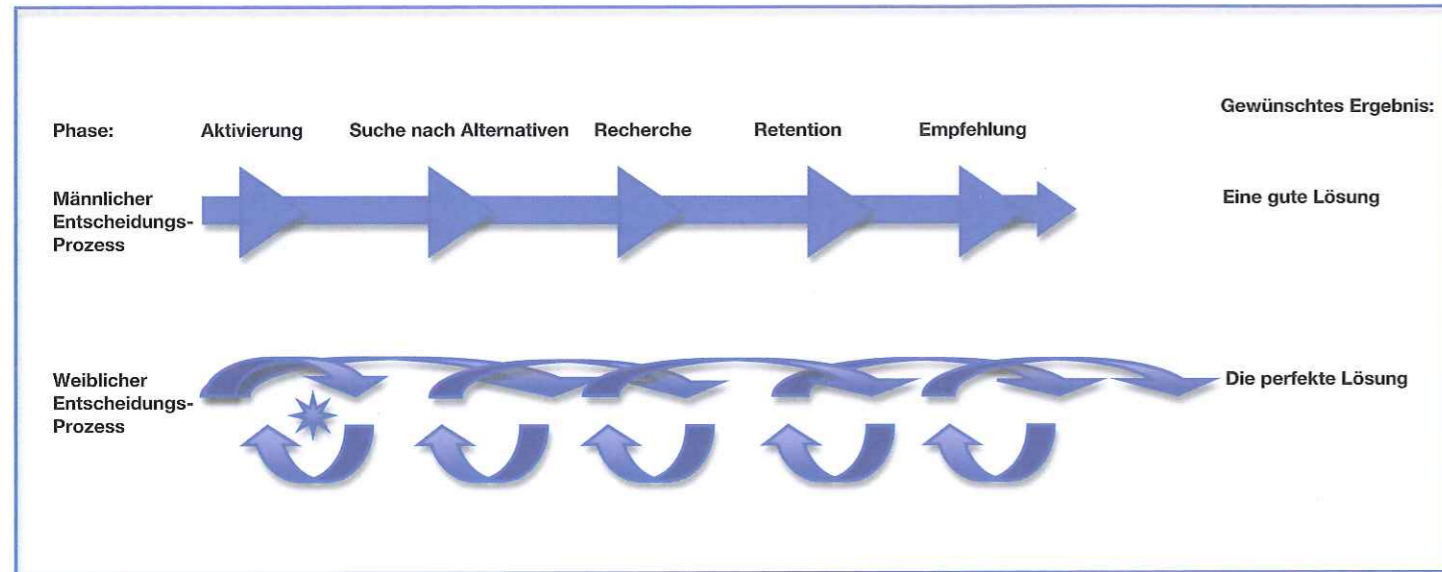 Gewünschtes Ergebnis:
Phase: Aktivierung Suche nach Alternativen Recherche Retention Empfehlung
Männlicher
Entscheidungs-
Prozess
Eine gute Lösung
Weiblicher
Entscheidungs-
Prozess
Die perfekte Lösung